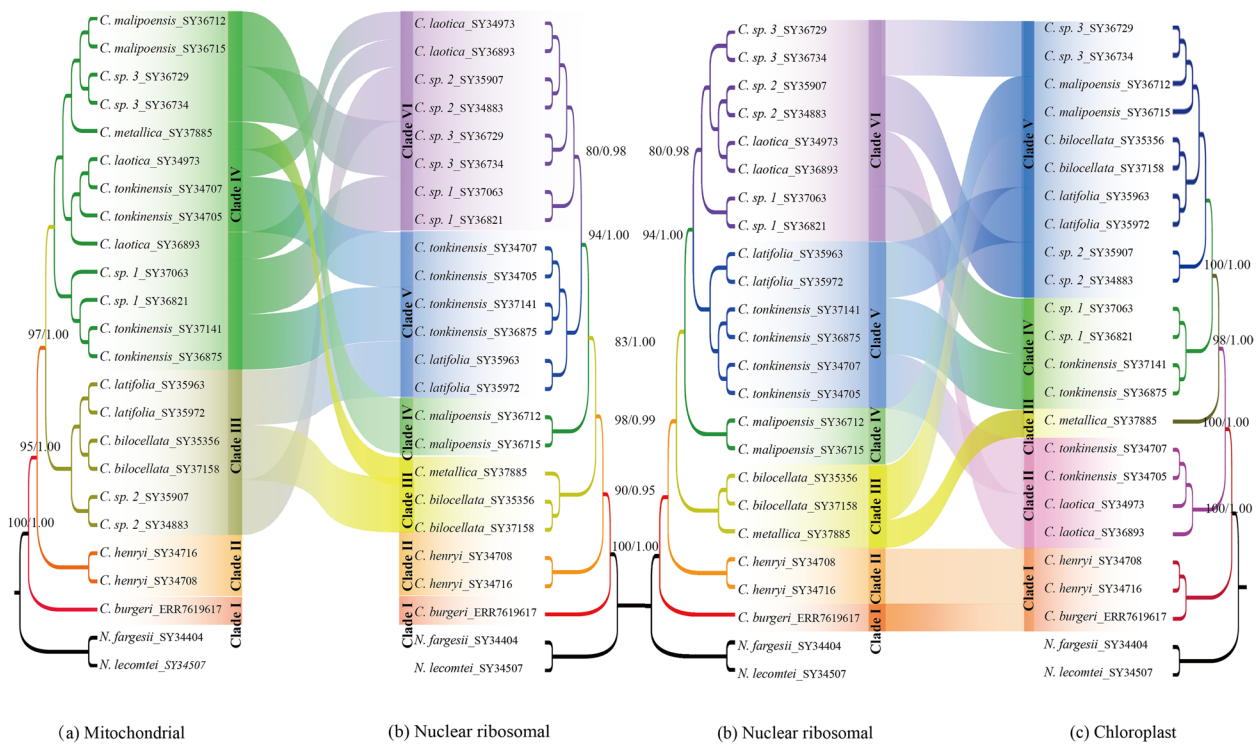 C. malipoensis_SY36712
C. malipoensis_SY36715
C. sp. 3_SY36729
C. sp. 3_SY36734
C. metallica_SY37885
C. laotica_SY34973
C. tonkinensis_SY34707
C. tonkinensis_SY34705
C. laotica_SY36893
C. sp. 1_SY37063
C. sp. 1_SY36821
C. tonkinensis_SY37141
C. tonkinensis_SY36875
C. latifolia_SY35963
C. latifolia_SY35972
C. bilocellata_SY35356
C. bilocellata_SY37158
C. sp. 2_SY35907
C. sp. 2_SY34883
C. henryi_SY34716
C. henryi_SY34708
C. burgeri_ERR7619617
N. fargesii_SY34404
N. lecomtei_SY34507
97/1.00
95/1.00
100/1.00
Clade IV
Clade III
Clade II
Clade I
(a) Mitochondrial
Clade VI
Clade V
Clade IV
Clade III
Clade II
Clade I
C. laotica_SY34973
C. laotica_SY36893
C. sp. 2_SY35907
C. sp. 2_SY34883
C. sp. 3_SY36729
C. sp. 3_SY36734
C. sp. 1_SY37063
C. sp. 1_SY36821
C. tonkinensis_SY34707
C. tonkinensis_SY34705
C. tonkinensis_SY37141
C. tonkinensis_SY36875
C. latifolia_SY35963
C. latifolia_SY35972
C. malipoensis_SY36712
C. malipoensis_SY36715
C. metallica_SY37885
C. bilocellata_SY35356
C. bilocellata_SY37158
C. henryi_SY34708
C. henryi_SY34716
C. burgeri_ERR7619617
N. fargesii_SY34404
N. lecomtei_SY34507
80/0.98
94/1.00
83/1.00
98/0.99
90/0.95
100/1.00
(b) Nuclear ribosomal
80/0.98
94/1.00
C. sp. 3_SY36729
C. sp. 3_SY36734
C. sp. 2_SY35907
C. sp. 2_SY34883
C. laotica_SY34973
C. laotica_SY36893
C. sp. 1_SY37063
C. sp. 1_SY36821
C. latifolia_SY35963
C. latifolia_SY35972
C. tonkinensis_SY37141
C. tonkinensis_SY36875
C. tonkinensis_SY34707
C. tonkinensis_SY34705
C. malipoensis_SY36712
C. malipoensis_SY36715
C. bilocellata_SY35356
C. bilocellata_SY37158
C. metallica_SY37885
C. henryi_SY34708
C. henryi_SY34716
C. burgeri_ERR7619617
N. fargesii_SY34404
N. lecomtei_SY34507
Clade VI
Clade V
Clade IV
Clade III
Clade II
Clade I
(b) Nuclear ribosomal
Clade V
Clade IV
Clade III
Clade II
Clade I
C. sp. 3_SY36729
C. sp. 3_SY36734
C. malipoensis_SY36712
C. malipoensis_SY36715
C. bilocellata_SY35356
C. bilocellata_SY37158
C. latifolia_SY35963
C. latifolia_SY35972
C. sp. 2_SY35907
C. sp. 2_SY34883
C. sp. 1_SY37063
C. sp. 1_SY36821
C. tonkinensis_SY37141
C. tonkinensis_SY36875
C. metallica_SY37885
C. tonkinensis_SY34707
C. tonkinensis_SY34705
C. laotica_SY34973
C. laotica_SY36893
C. henryi_SY34708
C. henryi_SY34716
C. burgeri_ERR7619617
N. fargesii_SY34404
N. lecomtei_SY34507
100/1.00
98/1.00
100/1.00
100/1.00
(c) Chloroplast